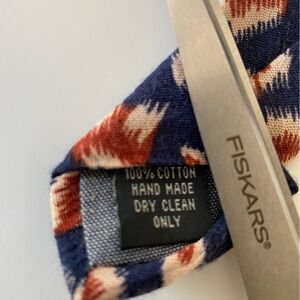 100% COTTON
HAND MADE
DRY CLEAN
ONLY
FISKARS®